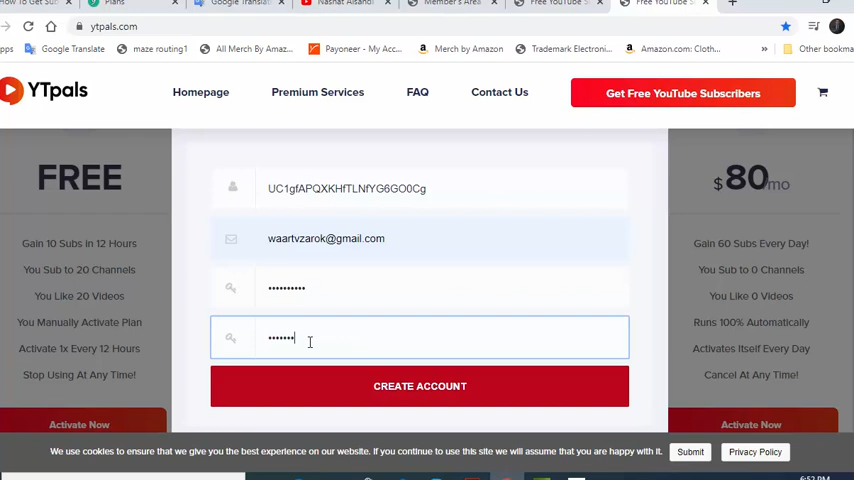 How To Get Sub
Plans
Google Translat
Nashat Alsandi
Member's Area
Free YouTube S
Free YouTube Su
ytpals.com
pps Google Translate maze routing1 All Merch By Amaz... Payoneer - My Acc... Merch by Amazon Trademark Electroni... Amazon.com: Cloth... » Other bookma
YTpals
Homepage Premium Services FAQ Contact Us Get Free YouTube Subscribers
FREE
Gain 10 Subs in 12 Hours
You Sub to 20 Channels
You Like 20 Videos
You Manually Activate Plan
Activate 1x Every 12 Hours
Stop Using At Any Time!
Activate Now
UC1gfAPQXKHfTLNfYG6GO0Cg
waartvzarok@gmail.com
••••••••••
•••••••
CREATE ACCOUNT
$80/mo
Gain 60 Subs Every Day!
You Sub to 0 Channels
You Like 0 Videos
Runs 100% Automatically
Activates Itself Every Day
Cancel At Any Time!
Activate Now
We use cookies to ensure that we give you the best experience on our website. If you continue to use this site we will assume that you are happy with it. Submit Privacy Policy
6:52 PM